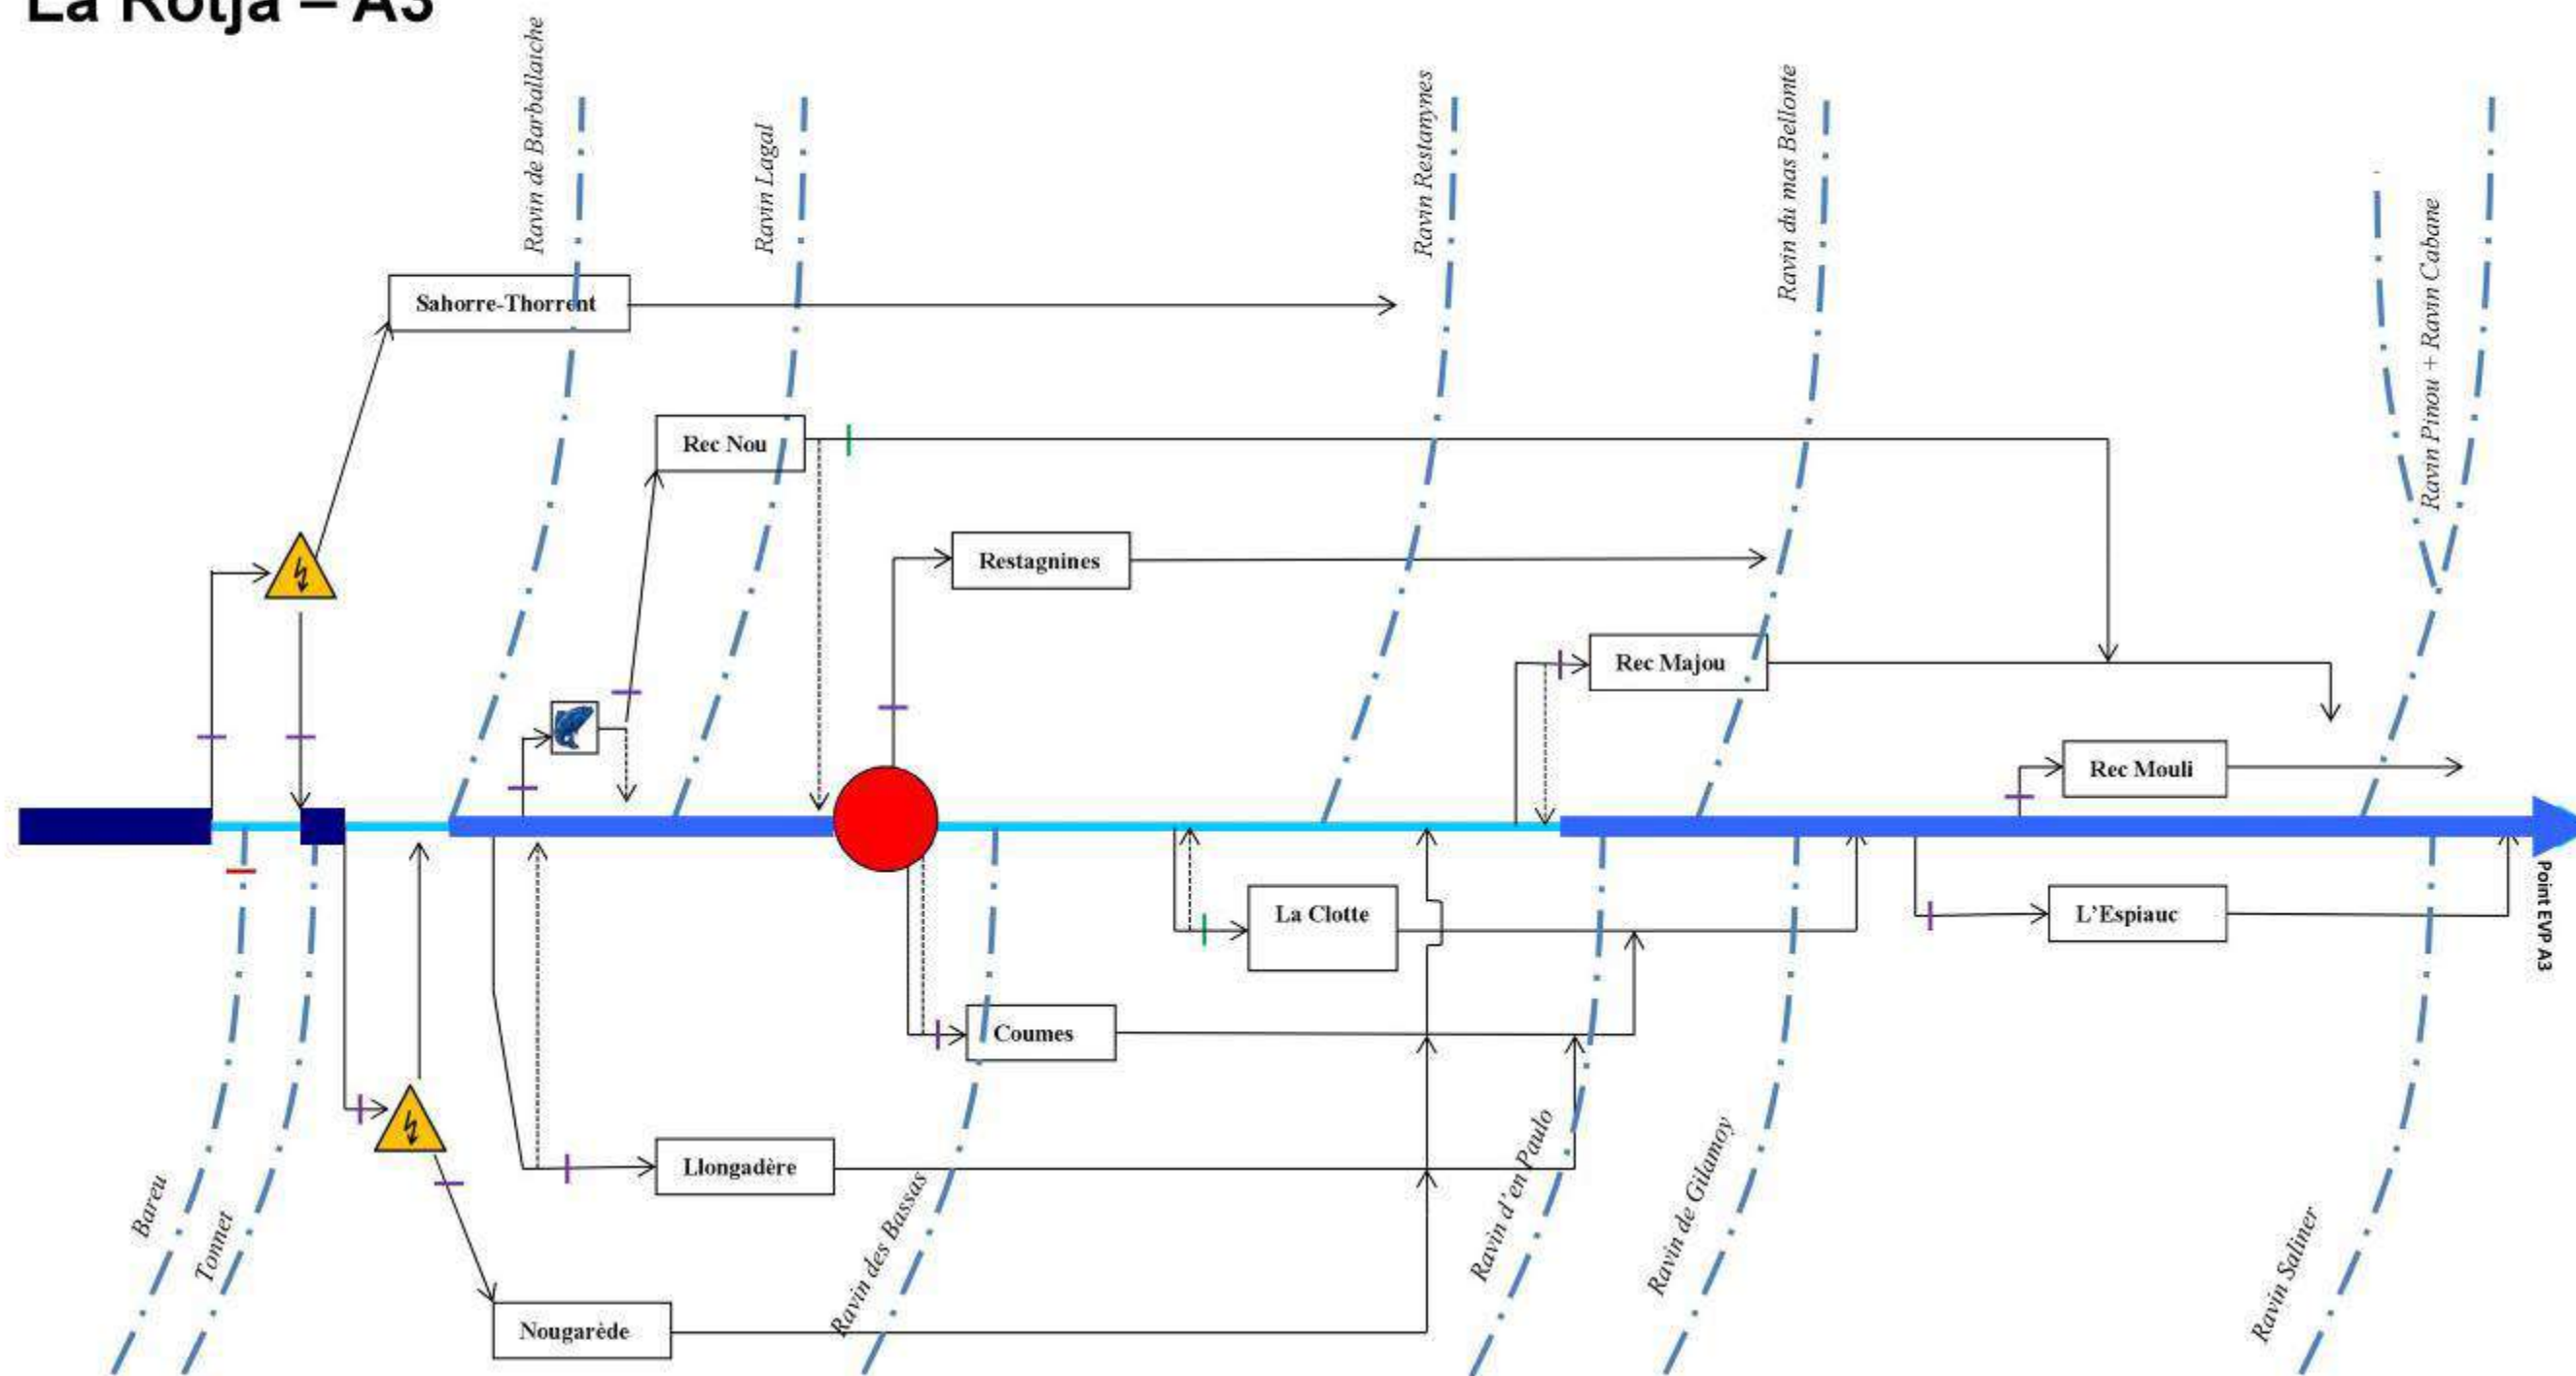 La Rotja – A3
Ravin de Barballaiche
Ravin Lagal
Ravin Restanynes
Ravin du mas Bellonte
Ravin Pinou + Ravin Cabane
Sahorre-Thorrent
Rec Nou
Restagnines
Rec Majou
Rec Mouli
La Clotte
L'Espiauc
Point EVP A3
Coumes
Llongadère
Nougarède
Bareu
Tonnet
Ravin des Bassas
Ravin d'en Paulo
Ravin de Gilamoy
Ravin Saliner